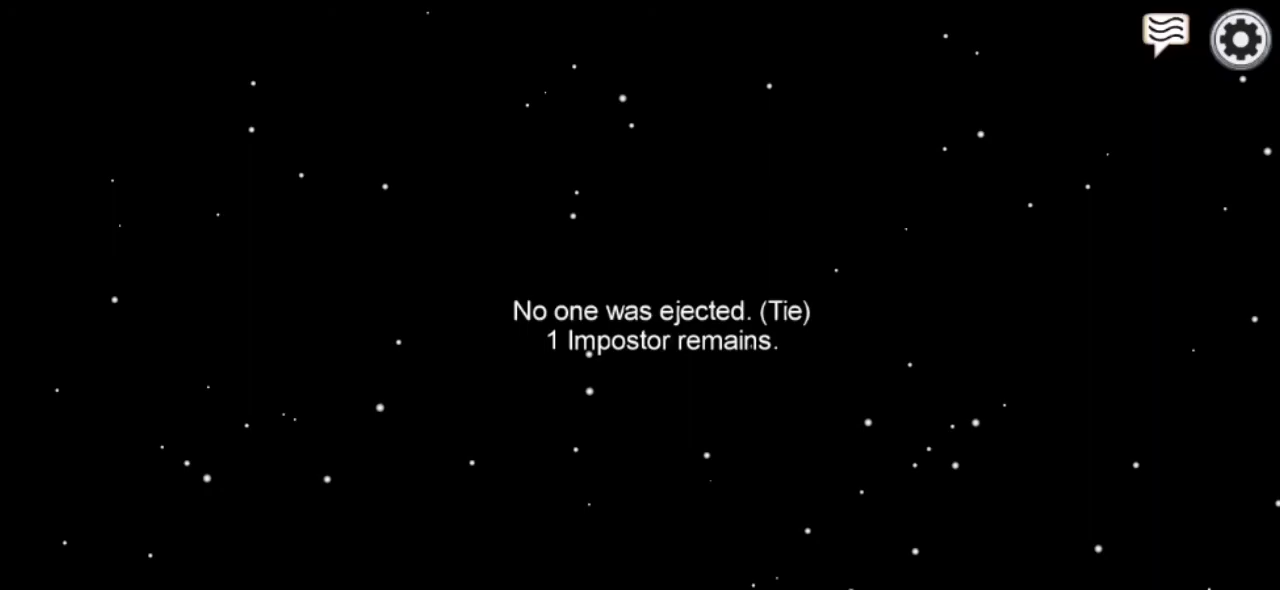 No one was ejected. (Tie)
1 Impostor remains.